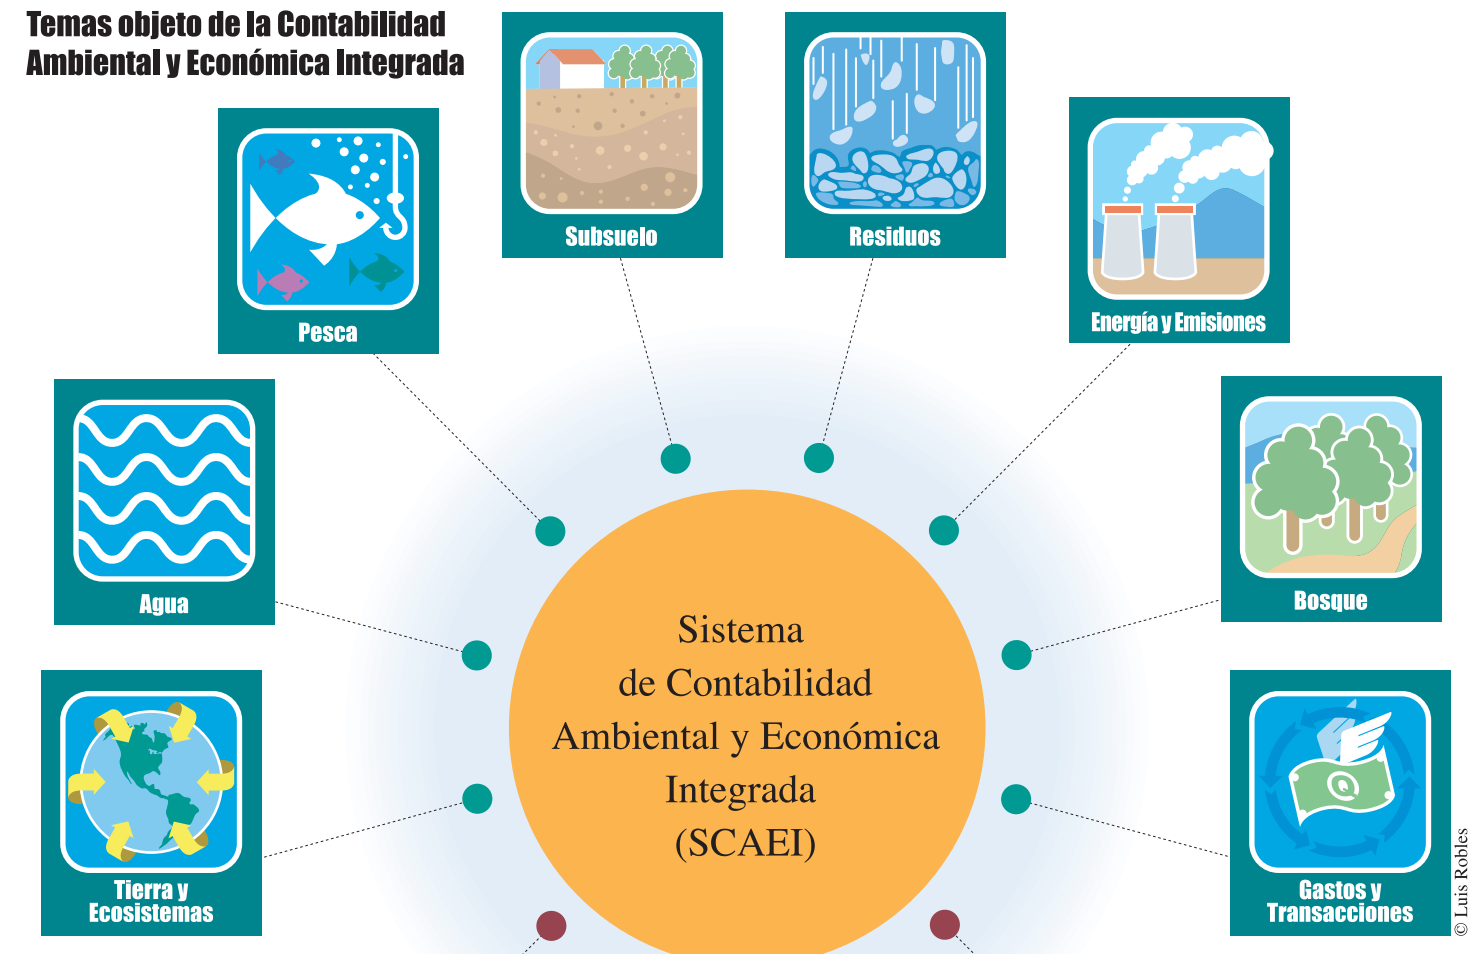 Temas objeto de la Contabilidad
Ambiental y Económica Integrada
Subsuelo
Residuos
Pesca
Energía y Emisiones
Agua
Bosque
Tierra y
Ecosistemas
Gastos y
Transacciones
Sistema
de Contabilidad
Ambiental y Económica
Integrada
(SCAEI)
Q
© Luis Robles